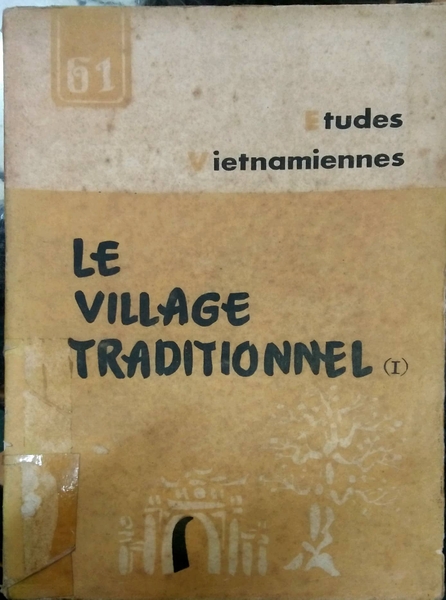 61
Etudes
Vietnamiennes
LE
VILLAGE
TRADITIONNEL (I)